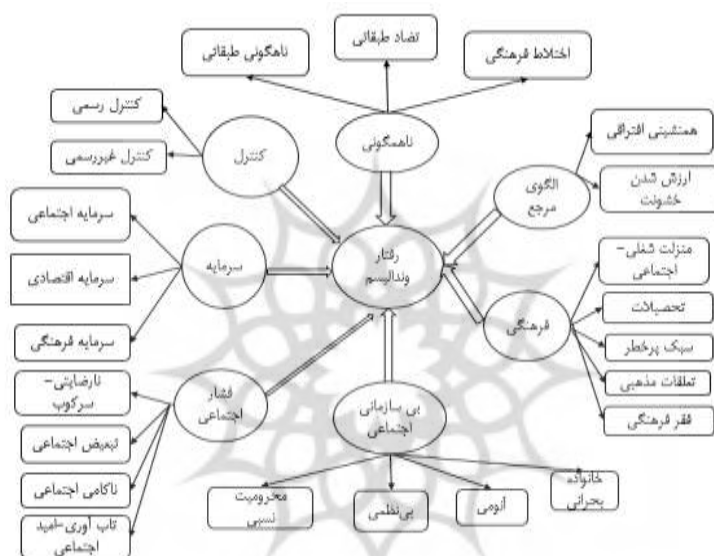 اختلاط فرهنگی
تضاد طبقاتی
ناهگونی طبقاتی
ناهمگونی
کنترل رسمی
کنترل غیررسمی
کنترل
همنشینی افتراقی
ارزش شدن
خشونت
الگوی
مرجع
سرمایه اجتماعی
سرمایه اقتصادی
سرمایه فرهنگی
سرمایه
رفتار
وندالیسم
منزلت شغلی-
اجتماعی
تحصیلات
سبک پرخطر
تعلقات مذهبی
فقر فرهنگی
فرهنگی
نارضایتی-
سرکوب
تبعیض اجتماعی
ناکامی اجتماعی
تاب آوری-امید
اجتماعی
فشار
اجتماعی
بی سازمانی
اجتماعی
خانواده
بحرانی
آنومی
بی‌نظمی
محرومیت
نسبی